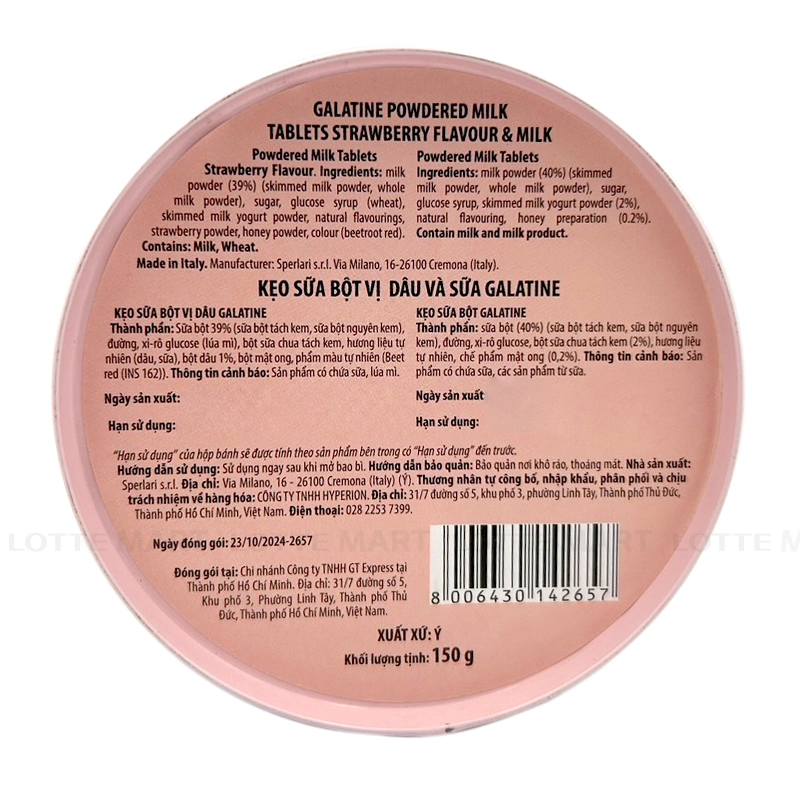 GALATINE POWDERED MILK
TABLETS STRAWBERRY FLAVOUR & MILK
Powdered Milk Tablets
Strawberry Flavour. Ingredients: milk
powder (39%) (skimmed milk powder, whole
milk powder), sugar, glucose syrup (wheat),
skimmed milk yogurt powder, natural flavourings,
strawberry powder, honey powder, colour (beetroot red).
Contains: Milk, Wheat.
Powdered Milk Tablets
Ingredients: milk powder (40%) (skimmed
milk powder, whole milk powder), sugar,
glucose syrup, skimmed milk yogurt powder (2%),
natural flavouring, honey preparation (0.2%).
Contain milk and milk product.
Made in Italy. Manufacturer: Sperlari s.r.l. Via Milano, 16-26100 Cremona (Italy).
KẸO SỮA BỘT VỊ DÂU VÀ SỮA GALATINE
KẸO SỮA BỘT VỊ DÂU GALATINE
Thành phần: Sữa bột 39% (sữa bột tách kem, sữa bột nguyên kem),
đường, xi-rô glucose (lúa mì), bột sữa chua tách kem, hương liệu tự
nhiên (dâu, sữa), bột dâu 1%, bột mật ong, phẩm màu tự nhiên (Beet
red (INS 162)). Thông tin cảnh báo: Sản phẩm có chứa sữa, lúa mì.
Ngày sản xuất:
Hạn sử dụng:
KẸO SỮA BỘT GALATINE
Thành phần: sữa bột (40%) (sữa bột tách kem, sữa bột nguyên
kem), đường, xi-rô glucose, bột sữa chua tách kem (2%), hương liệu
tự nhiên, chế phẩm mật ong (0,2%). Thông tin cảnh báo: Sản
phẩm có chứa sữa, các sản phẩm từ sữa.
Ngày sản xuất
Hạn sử dụng:
"Hạn sử dụng" của hộp bánh sẽ được tính theo sản phẩm bên trong có "Hạn sử dụng" đến trước.
Hướng dẫn sử dụng: Sử dụng ngay sau khi mở bao bì. Hướng dẫn bảo quản: Bảo quản nơi khô ráo, thoáng mát. Nhà sản xuất:
Sperlari s.r.l. Địa chỉ: Via Milano, 16 - 26100 Cremona (Italy) (Ý). Thương nhân tự công bố, nhập khẩu, phân phối và chịu
trách nhiệm về hàng hóa: CÔNG TY TNHH HYPERION. Địa chỉ: 31/7 đường số 5, khu phố 3, phường Linh Tây, Thành phố Thủ Đức,
Thành phố Hồ Chí Minh, Việt Nam. Điện thoại: 028 2253 7399.
LOTTE MART LOTTE MART LOTTE MART LOTTE M
Ngày đóng gói: 23/10/2024-2657
Đóng gói tại: Chi nhánh Công ty TNHH GT Express tại
Thành phố Hồ Chí Minh. Địa chỉ: 31/7 đường số 5,
Khu phố 3, Phường Linh Tây, Thành phố Thủ
Đức, Thành phố Hồ Chí Minh, Việt Nam.
8 006430 142657
XUẤT XỨ: Ý
Khối lượng tịnh: 150 g